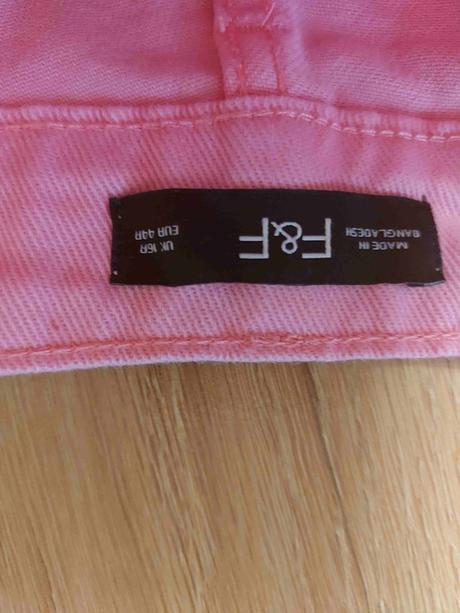 MADE IN
BANGLADESH
F&F
UK 16R
EUR 44R